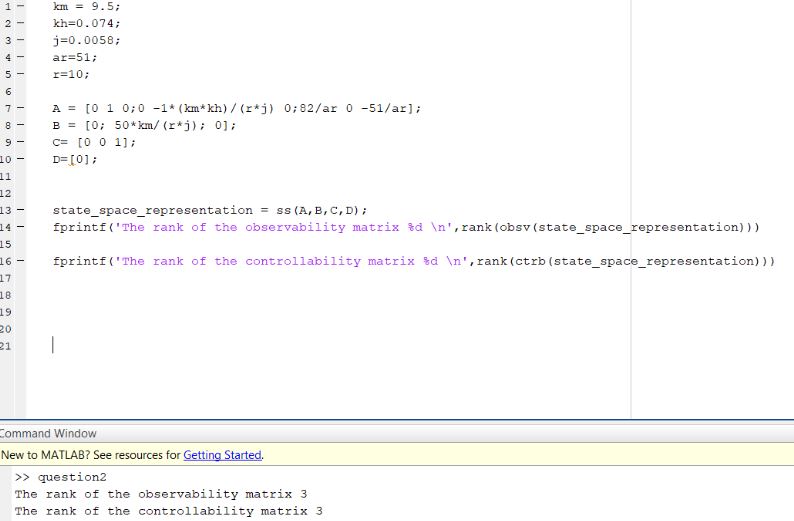 1 – km = 9.5;
2 – kh=0.074;
3 – j=0.0058;
4 – ar=51;
5 – r=10;
6
7 – A = [0 1 0;0 -1*(km*kh)/(r*j) 0;82/ar 0 -51/ar];
8 – B = [0; 50*km/(r*j); 0];
9 – C= [0 0 1];
10 – D=[0];
11
12
13 – state_space_representation = ss(A,B,C,D);
14 – fprintf('The rank of the observability matrix %d \n',rank(obsv(state_space_representation)))
15
16 – fprintf('The rank of the controllability matrix %d \n',rank(ctrb(state_space_representation)))
17
18
19
20
21
Command Window
New to MATLAB? See resources for Getting Started.
>> question2
The rank of the observability matrix 3
The rank of the controllability matrix 3